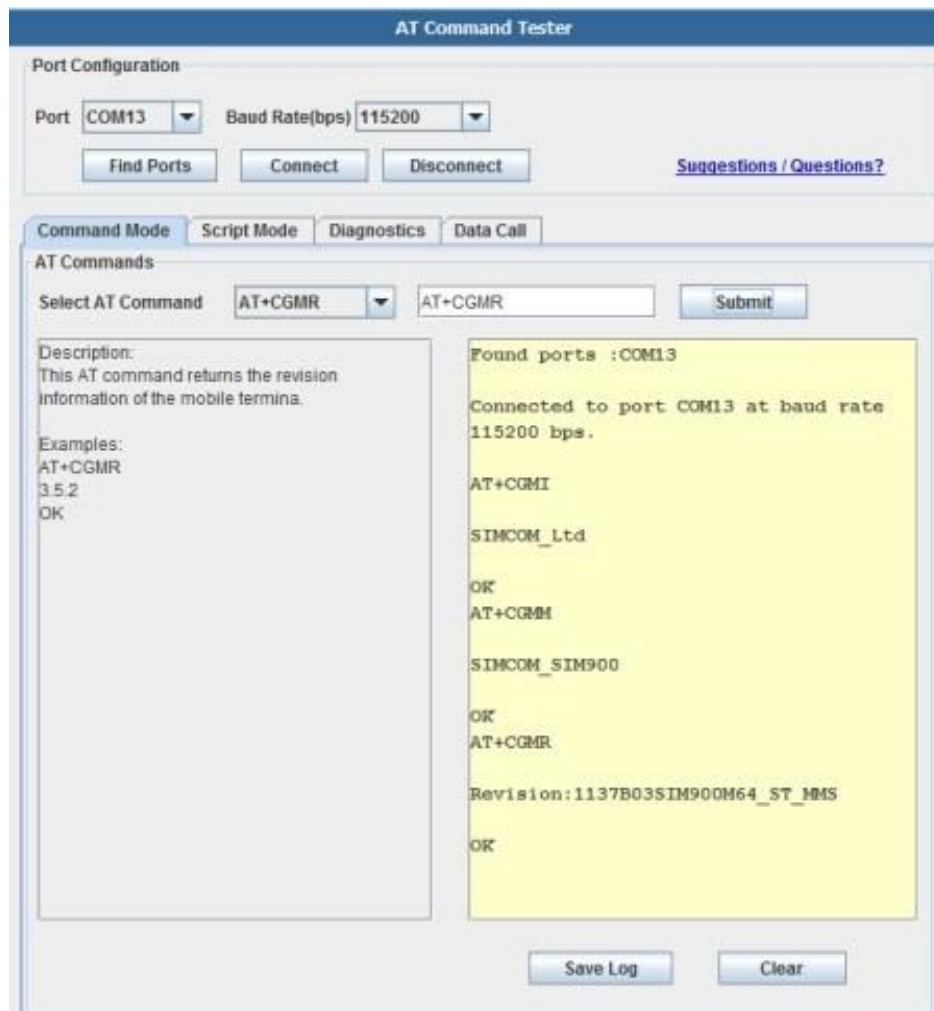 AT Command Tester
Port Configuration
Port COM13 Baud Rate(bps) 115200
Find Ports Connect Disconnect Suggestions / Questions?
Command Mode Script Mode Diagnostics Data Call
AT Commands
Select AT Command AT+CGMR AT+CGMR Submit
Description:
This AT command returns the revision
information of the mobile termina.
Examples:
AT+CGMR
3.5.2
OK
Found ports :COM13
Connected to port COM13 at baud rate
115200 bps.
AT+CGMI
SIMCOM_Ltd
OK
AT+CGMM
SIMCOM_SIM900
OK
AT+CGMR
Revision:1137B03SIM900M64_ST_MMS
OK
Save Log Clear